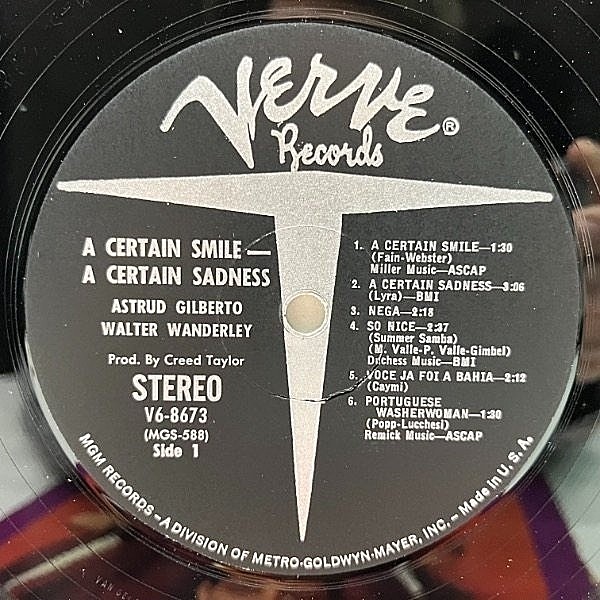 VERVE®
Records
A CERTAIN SMILE—
A CERTAIN SADNESS
ASTRUD GILBERTO
WALTER WANDERLEY
Prod. By Creed Taylor
STEREO
V6-8673
(MGS-588)
Side 1
1. A CERTAIN SMILE—1:30
(Fain-Webster)
Miller Music—ASCAP
2. A CERTAIN SADNESS—3:06
(Lyra)—BMI
3. NEGA—2:18
4. SO NICE—2:37
(Summer Samba)
(M. Valle-P. Valle-Gimbel)
Duchess Music—BMI
5. VOCE JA FOI A BAHIA—2:12
(Caymi)
6. PORTUGUESE
WASHERWOMAN—1:30
(Popp-Lucchesi)
Remick Music—ASCAP
MGM RECORDS—A DIVISION OF METRO-GOLDWYN-MAYER, INC.—Made in U. S. A.